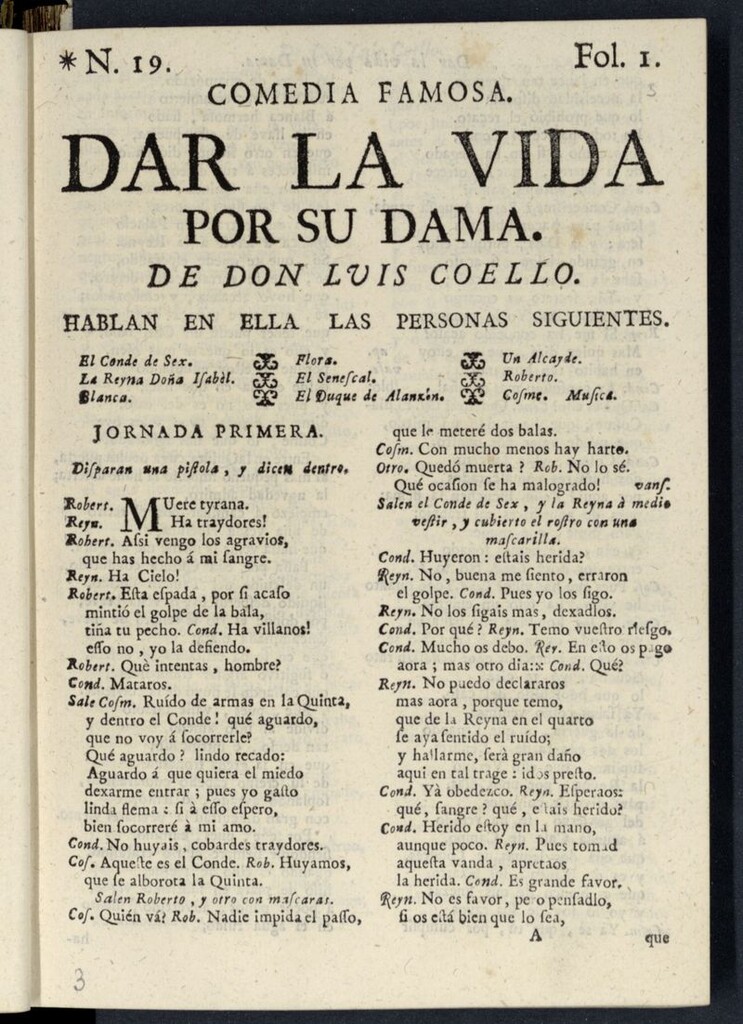 * N. 19.
Fol. 1.
2
COMEDIA FAMOSA.
DAR LA VIDA
POR SU DAMA.
DE DON LVIS COELLO.
HABLAN EN ELLA LAS PERSONAS SIGUIENTES.
El Conde de Sex.
La Reyna Doña Iſabèl.
Blanca.
Flora.
El Seneſcal.
El Duque de Alanzòn.
Un Alcayde.
Roberto.
Coſme. Muſica.
JORNADA PRIMERA.
Diſparan una piſtola, y dicen dentro.
Robert. MUere tyrana.
Reyn. Ha traydores!
Robert. Aſsi vengo los agravios,
que has hecho á mi ſangre.
Reyn. Ha Cielo!
Robert. Eſta eſpada, por ſi acaſo
mintió el golpe de la bala,
tiña tu pecho. Cond. Ha villanos!
eſſo no, yo la defiendo.
Robert. Què intentas, hombre?
Cond. Mataros.
Sale Coſm. Ruído de armas en la Quinta,
y dentro el Conde! qué aguardo,
que no voy á ſocorrerle?
Qué aguardo? lindo recado:
Aguardo á que quiera el miedo
dexarme entrar; pues yo gaſto
linda flema: ſi à eſſo eſpero,
bien ſocorreré à mi amo.
Cond. No huyais, cobardes traydores.
Coſ. Aqueſte es el Conde. Rob. Huyamos,
que ſe alborota la Quinta.
Salen Roberto, y otro con maſcaras.
Coſ. Quién vá? Rob. Nadie impida el paſſo,
que le meteré dos balas.
Coſm. Con mucho menos hay harto.
Otro. Quedó muerta? Rob. No lo sé.
Qué ocaſion ſe ha malogrado! vanſ.
Salen el Conde de Sex, y la Reyna à medio
veſtir, y cubierto el roſtro con una
maſcarilla.
Cond. Huyeron: eſtais herida?
Reyn. No, buena me ſiento, erraron
el golpe. Cond. Pues yo los ſigo.
Reyn. No los ſigais mas, dexadlos.
Cond. Por qué? Reyn. Temo vueſtro rieſgo.
Cond. Mucho os debo. Rey. En eſto os pago
aora; mas otro dia:: Cond. Qué?
Reyn. No puedo declararos
mas aora, porque temo,
que de la Reyna en el quarto
ſe aya ſentido el ruído;
y hallarme, ſerà gran daño
aqui en tal trage: idos preſto.
Cond. Yà obedezco. Reyn. Eſperaos:
qué, ſangre? qué, eſtais herido?
Cond. Herido eſtoy en la mano,
aunque poco. Reyn. Pues tomad
aqueſta vanda, apretaos
la herida. Cond. Es grande favor.
Reyn. No es favor, pero penſadlo,
ſi os eſtá bien que lo ſea,
A
que
3